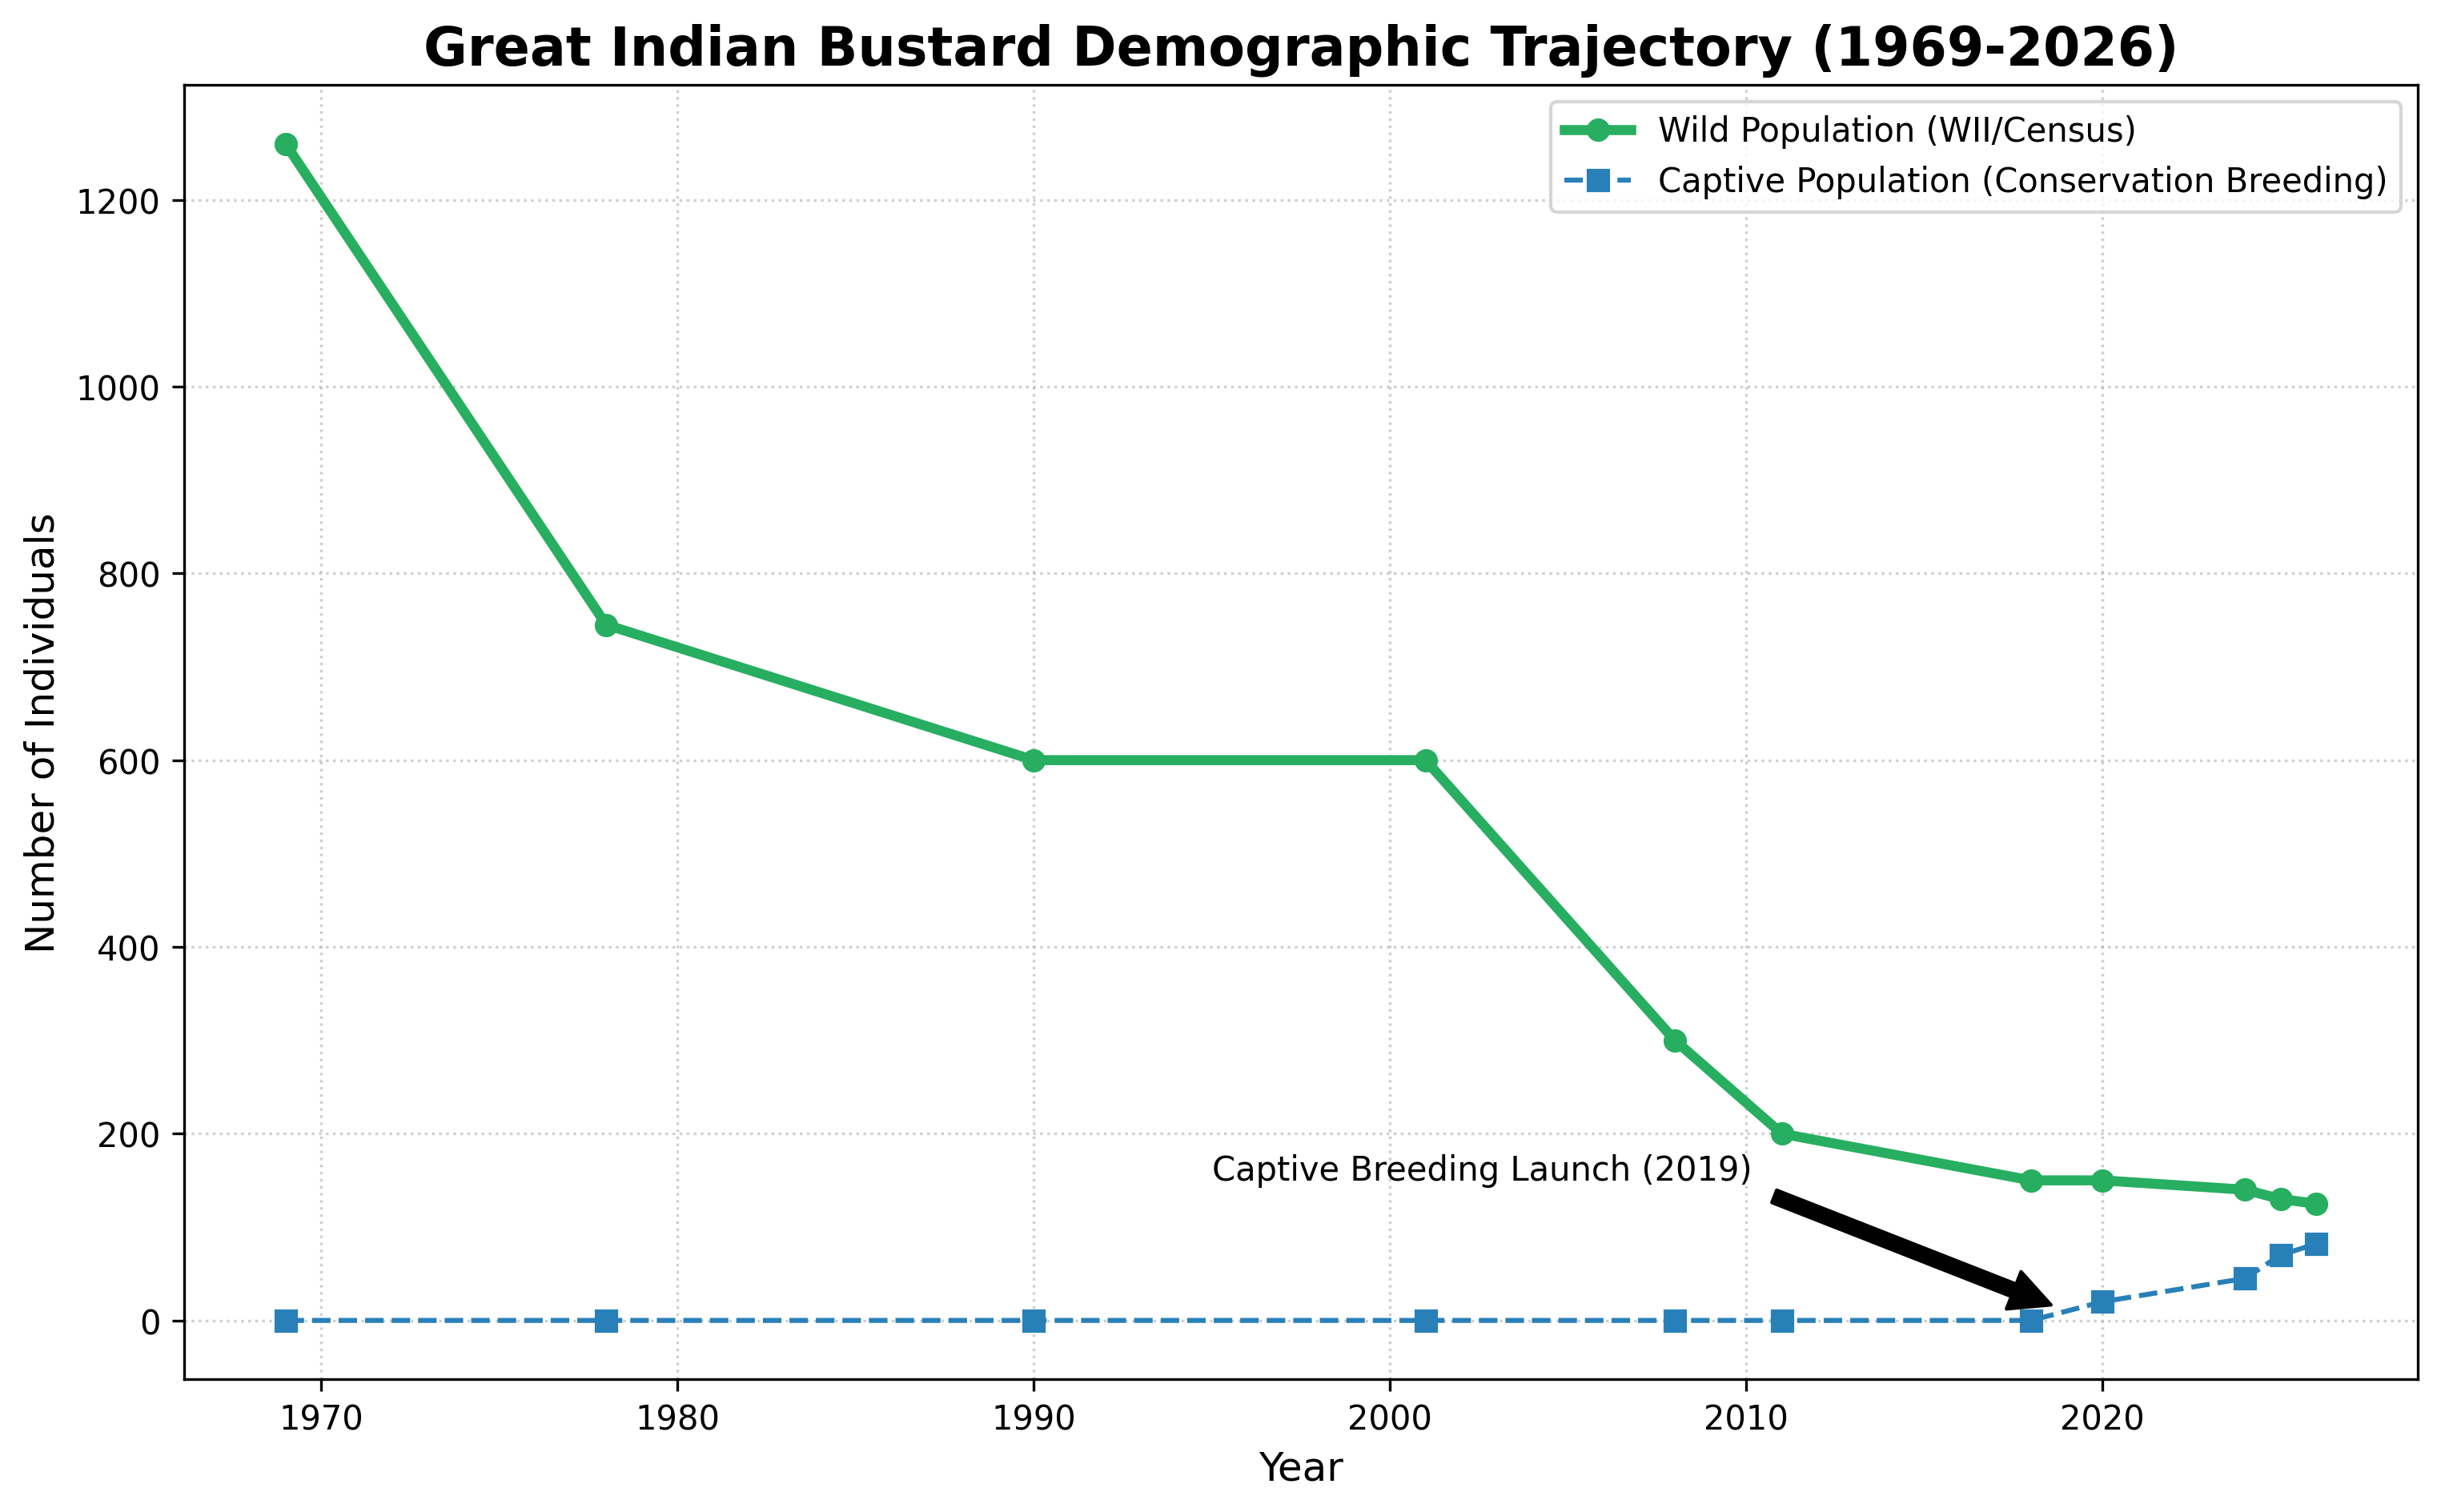 Great Indian Bustard Demographic Trajectory (1969-2026)
Wild Population (WII/Census)
Captive Population (Conservation Breeding)
Number of Individuals
1200
1000
800
600
400
200
0
Captive Breeding Launch (2019)
1970 1980 1990 2000 2010 2020
Year